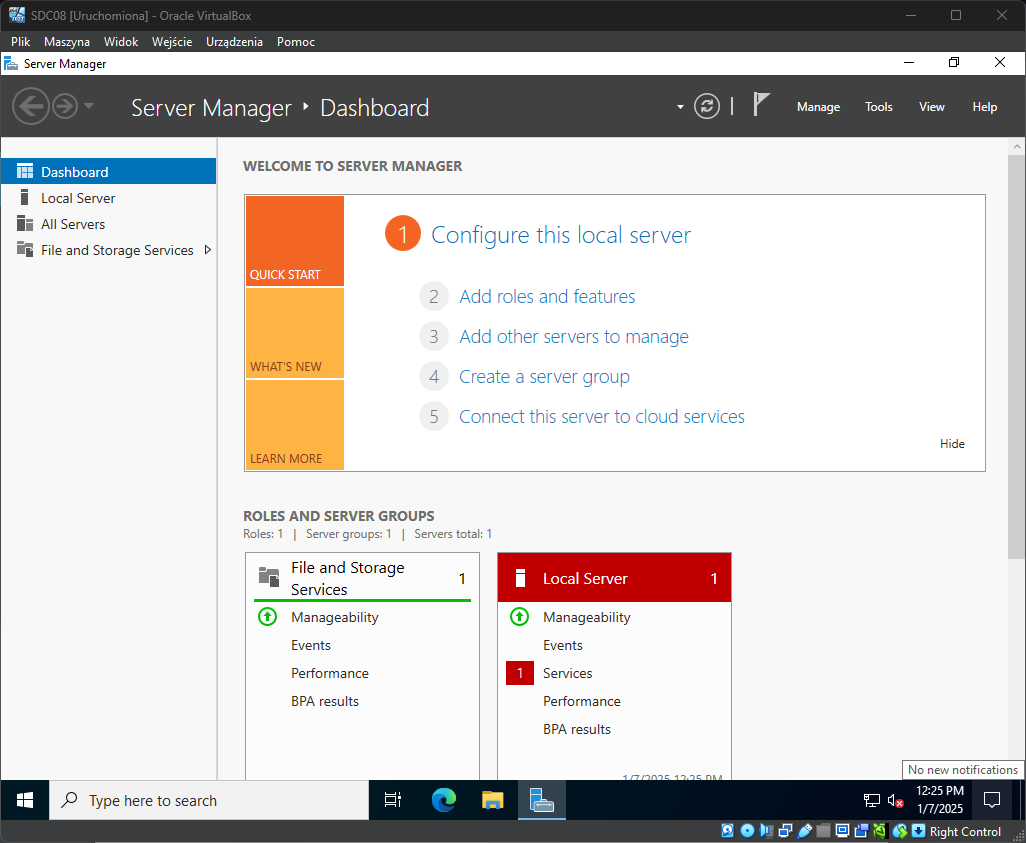 SDC08 [Uruchomiona] - Oracle VirtualBox
Plik Maszyna Widok Wejście Urządzenia Pomoc
Server Manager
Server Manager Dashboard
Manage Tools View Help
Dashboard
Local Server
All Servers
File and Storage Services
WELCOME TO SERVER MANAGER
QUICK START
WHAT'S NEW
LEARN MORE
1 Configure this local server
2 Add roles and features
3 Add other servers to manage
4 Create a server group
5 Connect this server to cloud services
Hide
ROLES AND SERVER GROUPS
Roles: 1 | Server groups: 1 | Servers total: 1
File and Storage
Services
1
Manageability
Events
Performance
BPA results
Local Server 1
Manageability
Events
1 Services
Performance
BPA results
1/7/2025 12:25 PM
No new notifications
Type here to search
12:25 PM
1/7/2025
Right Control